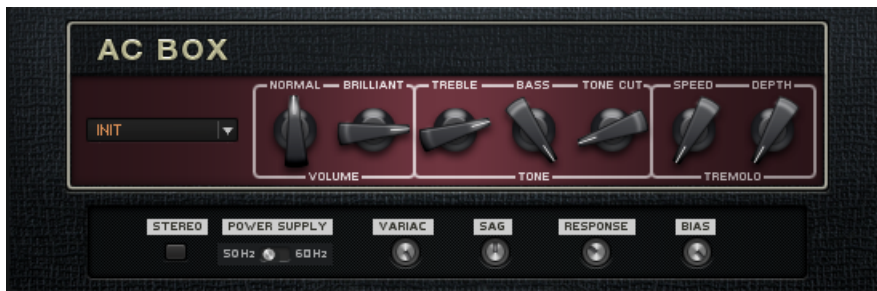 AC BOX
NORMAL BRILLIANT TREBLE BASS TONE CUT SPEED DEPTH
INIT
VOLUME TONE TREMOLO
STEREO POWER SUPPLY VARIAC SAG RESPONSE BIAS
50Hz 60Hz